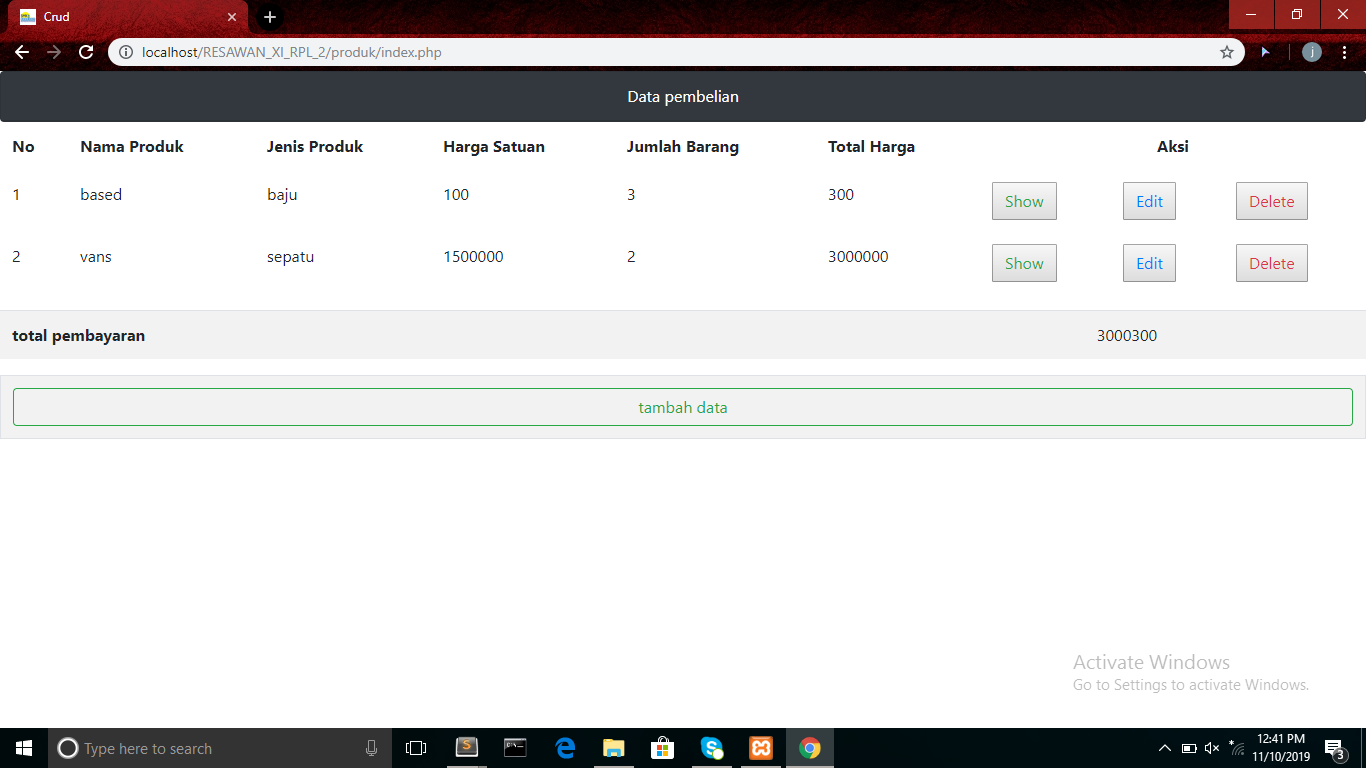 Crud
localhost/RESAWAN_XI_RPL_2/produk/index.php
j
Data pembelian
No Nama Produk Jenis Produk Harga Satuan Jumlah Barang Total Harga Aksi
1 based baju 100 3 300 Show Edit Delete
2 vans sepatu 1500000 2 3000000 Show Edit Delete
total pembayaran 3000300
tambah data
Activate Windows
Go to Settings to activate Windows.
Type here to search
12:41 PM
11/10/2019
3